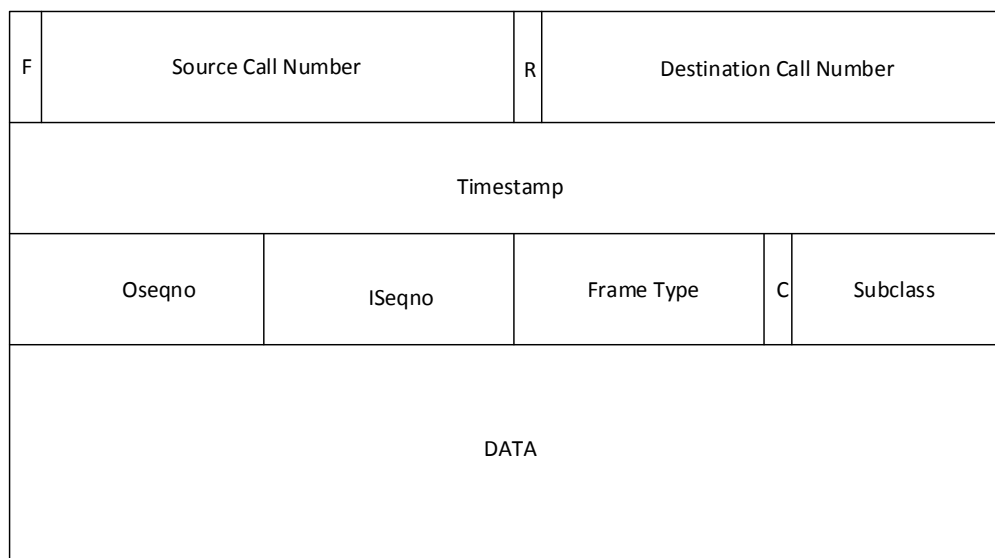 F
Source Call Number
R
Destination Call Number
Timestamp
Oseqno
ISeqno
Frame Type
C
Subclass
DATA